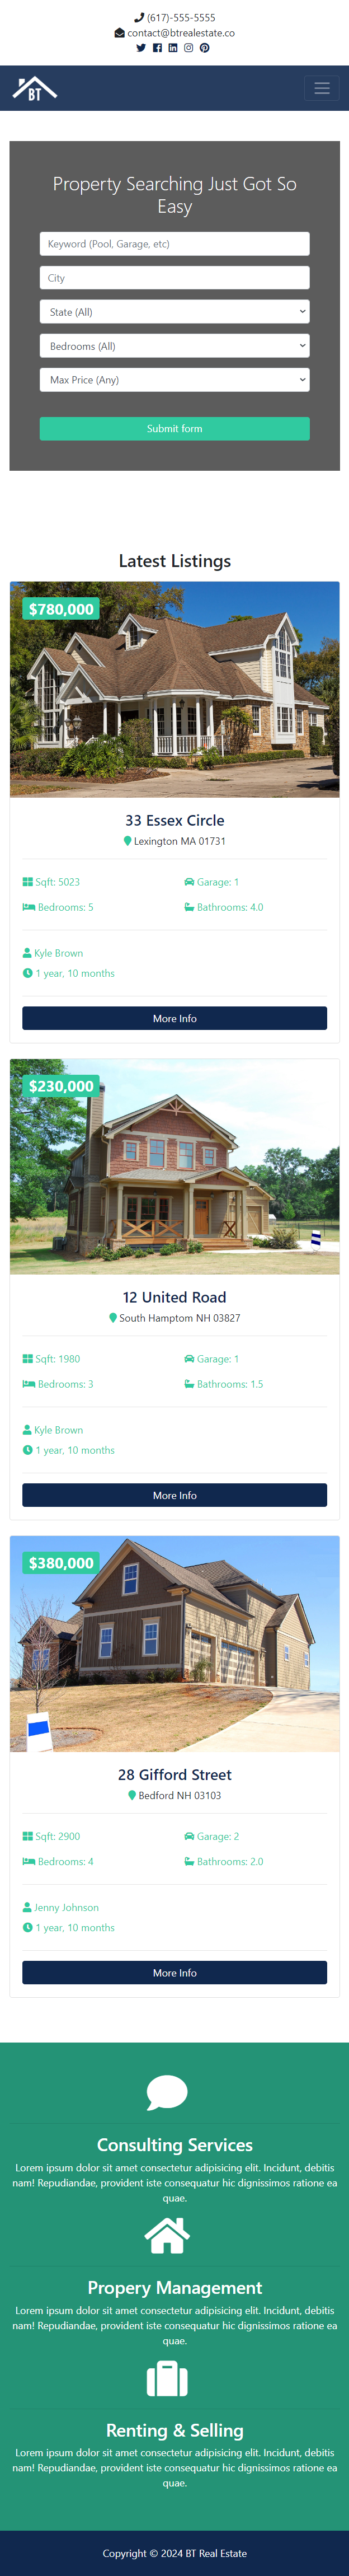 (617)-555-5555
contact@btrealestate.co
BT
Property Searching Just Got So
Easy
Keyword (Pool, Garage, etc)
City
State (All)
Bedrooms (All)
Max Price (Any)
Submit form
Latest Listings
$780,000
33 Essex Circle
Lexington MA 01731
Sqft: 5023
Garage: 1
Bedrooms: 5
Bathrooms: 4.0
Kyle Brown
1 year, 10 months
More Info
$230,000
12 United Road
South Hamptom NH 03827
Sqft: 1980
Garage: 1
Bedrooms: 3
Bathrooms: 1.5
Kyle Brown
1 year, 10 months
More Info
$380,000
28 Gifford Street
Bedford NH 03103
Sqft: 2900
Garage: 2
Bedrooms: 4
Bathrooms: 2.0
Jenny Johnson
1 year, 10 months
More Info
Consulting Services
Lorem ipsum dolor sit amet consectetur adipisicing elit. Incidunt, debitis
nam! Repudiandae, provident iste consequatur hic dignissimos ratione ea
quae.
Propery Management
Lorem ipsum dolor sit amet consectetur adipisicing elit. Incidunt, debitis
nam! Repudiandae, provident iste consequatur hic dignissimos ratione ea
quae.
Renting & Selling
Lorem ipsum dolor sit amet consectetur adipisicing elit. Incidunt, debitis
nam! Repudiandae, provident iste consequatur hic dignissimos ratione ea
quae.
Copyright © 2024 BT Real Estate